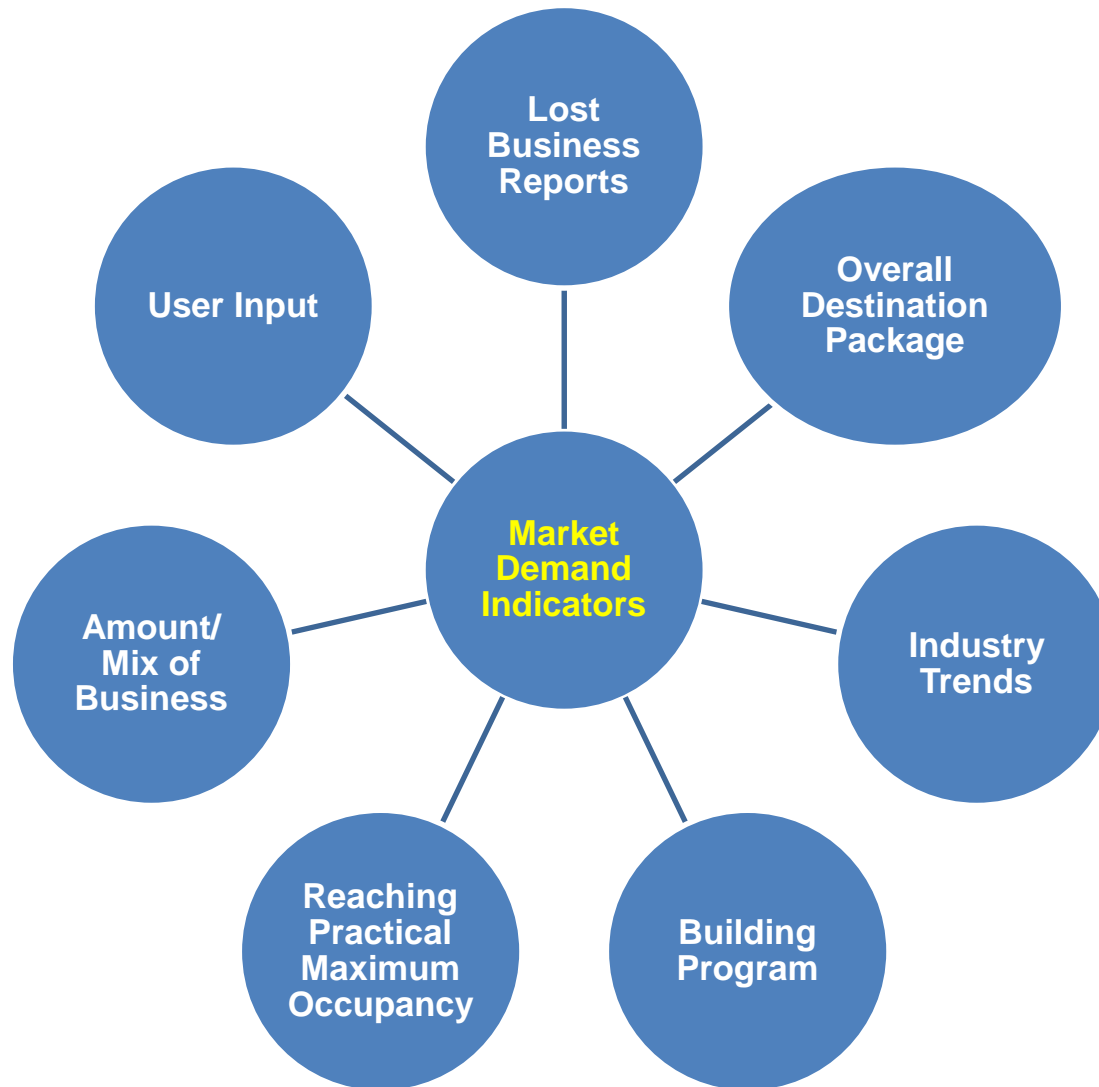 Lost
Business
Reports
Overall
Destination
Package
User Input
Market
Demand
Indicators
Industry
Trends
Amount/
Mix of
Business
Building
Program
Reaching
Practical
Maximum
Occupancy